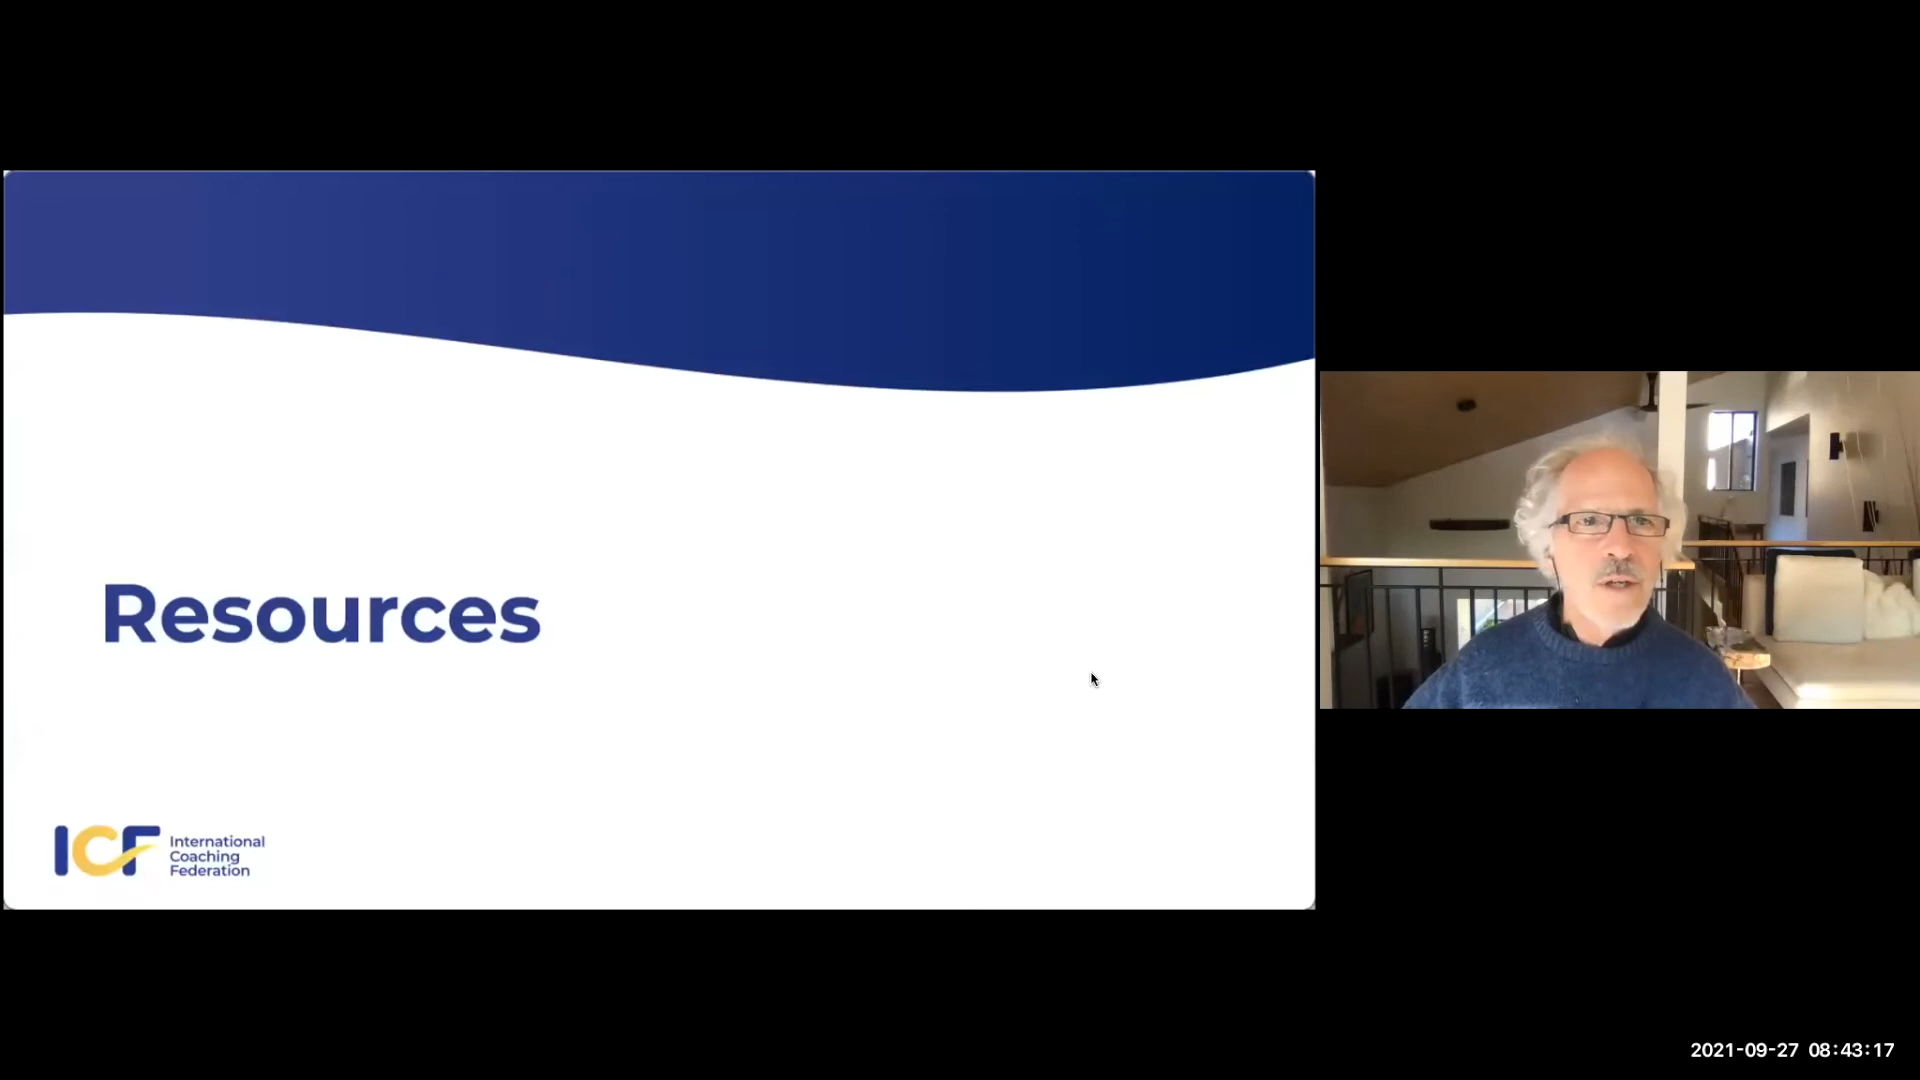 Resources
ICF
International
Coaching
Federation
2021-09-27 08:43:17